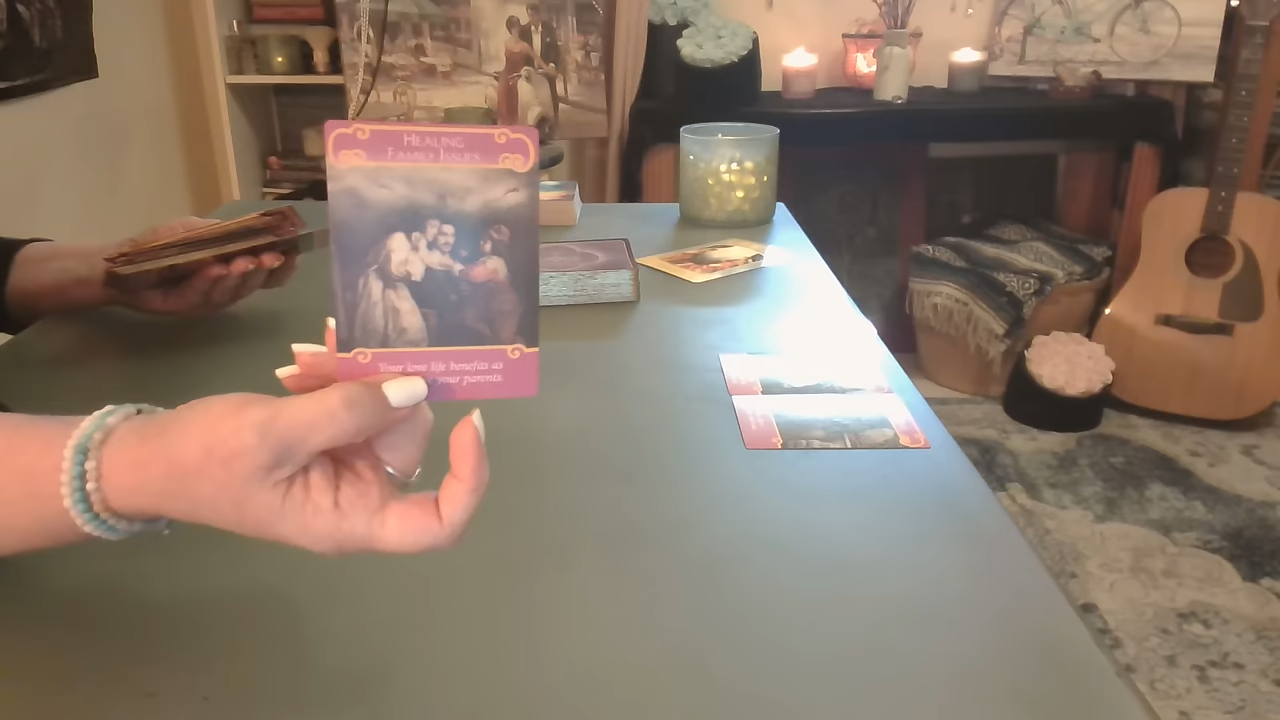 HEALING
FAMILY ISSUES
Your love life benefits as
your parents.